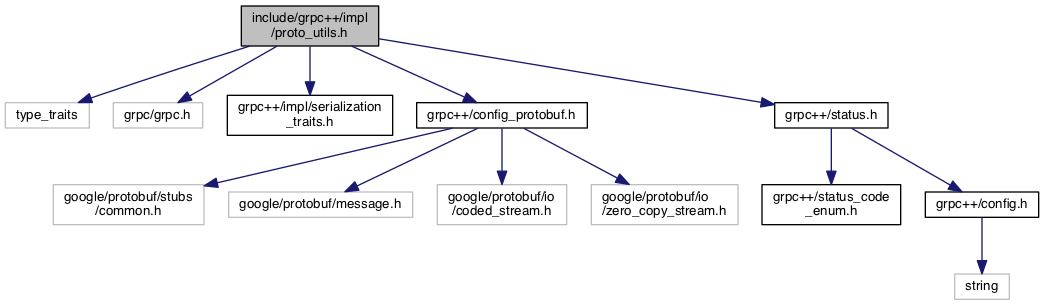 include/grpc++/impl
/proto_utils.h
type_traits
grpc/grpc.h
grpc++/impl/serialization
_traits.h
grpc++/config_protobuf.h
grpc++/status.h
google/protobuf/stubs
/common.h
google/protobuf/message.h
google/protobuf/io
/coded_stream.h
google/protobuf/io
/zero_copy_stream.h
grpc++/status_code
_enum.h
grpc++/config.h
string